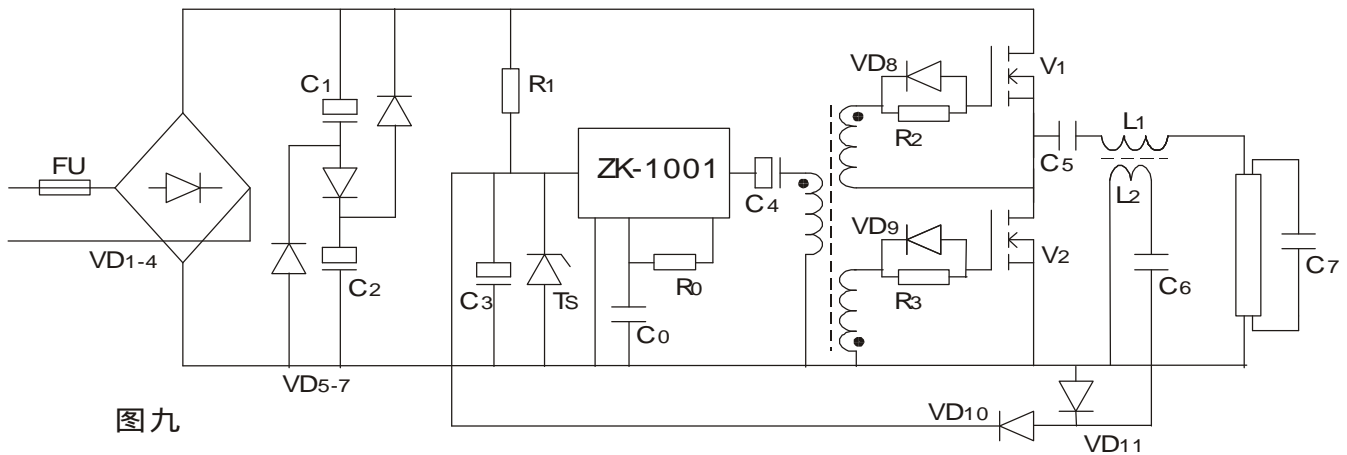 FU
VD1-4
C1
C2
VD5-7
R1
C3
TS
ZK-1001
R0
C0
C4
VD8
R2
VD9
R3
V1
V2
C5
L1
L2
C6
C7
VD10
VD11
图九